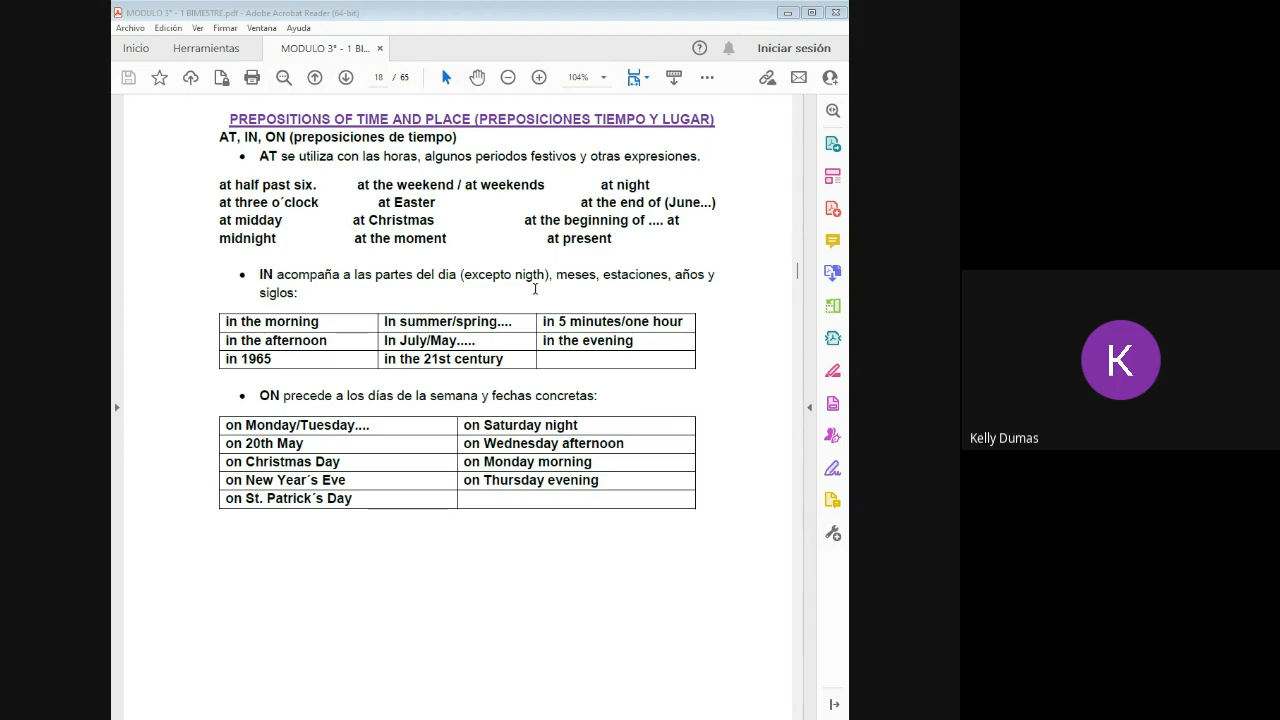 MODULO 3° - 1 BIMESTRE.pdf - Adobe Acrobat Reader (64-bit)
Archivo Edición Ver Firmar Ventana Ayuda
Inicio Herramientas MODULO 3° - 1 BI... × Iniciar sesión
18 / 65 104%
PREPOSITIONS OF TIME AND PLACE (PREPOSICIONES TIEMPO Y LUGAR)
AT, IN, ON (preposiciones de tiempo)
• AT se utiliza con las horas, algunos periodos festivos y otras expresiones.
at half past six. at the weekend / at weekends at night
at three o´clock at Easter at the end of (June...)
at midday at Christmas at the beginning of .... at
midnight at the moment at present
• IN acompaña a las partes del dia (excepto nigth), meses, estaciones, años y
siglos:
in the morning In summer/spring.... in 5 minutes/one hour
in the afternoon In July/May..... in the evening
in 1965 in the 21st century
• ON precede a los días de la semana y fechas concretas:
on Monday/Tuesday.... on Saturday night
on 20th May on Wednesday afternoon
on Christmas Day on Monday morning
on New Year´s Eve on Thursday evening
on St. Patrick´s Day
K
Kelly Dumas